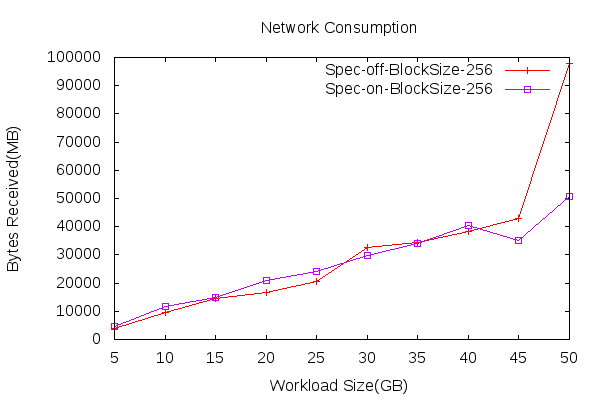 Network Consumption
Bytes Received(MB)
100000
90000
80000
70000
60000
50000
40000
30000
20000
10000
0
Spec-off-BlockSize-256
Spec-on-BlockSize-256
5 10 15 20 25 30 35 40 45 50
Workload Size(GB)